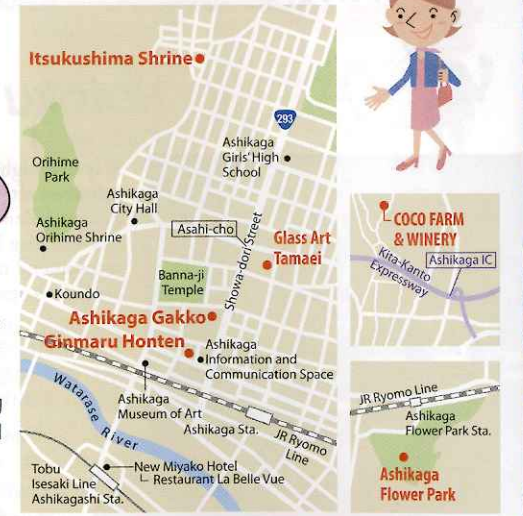 Itsukushima Shrine
293
Ashikaga
Girls' High
School
Orihime
Park
Ashikaga
City Hall
Ashikaga
Orihime Shrine
Asahi-cho
Showa-dori Street
Glass Art
Tamaei
Banna-ji
Temple
Koundo
Ashikaga Gakko
Ginmaru Honten
Ashikaga
Information and
Communication Space
Ashikaga
Museum of Art
Watarase River
Ashikaga Sta.
JR Ryomo
Line
New Miyako Hotel
Restaurant La Belle Vue
Tobu
Isesaki Line
Ashikagashi Sta.
COCO FARM
& WINERY
Ashikaga IC
Kita-Kanto
Expressway
JR Ryomo Line
Ashikaga
Flower Park Sta.
Ashikaga
Flower Park